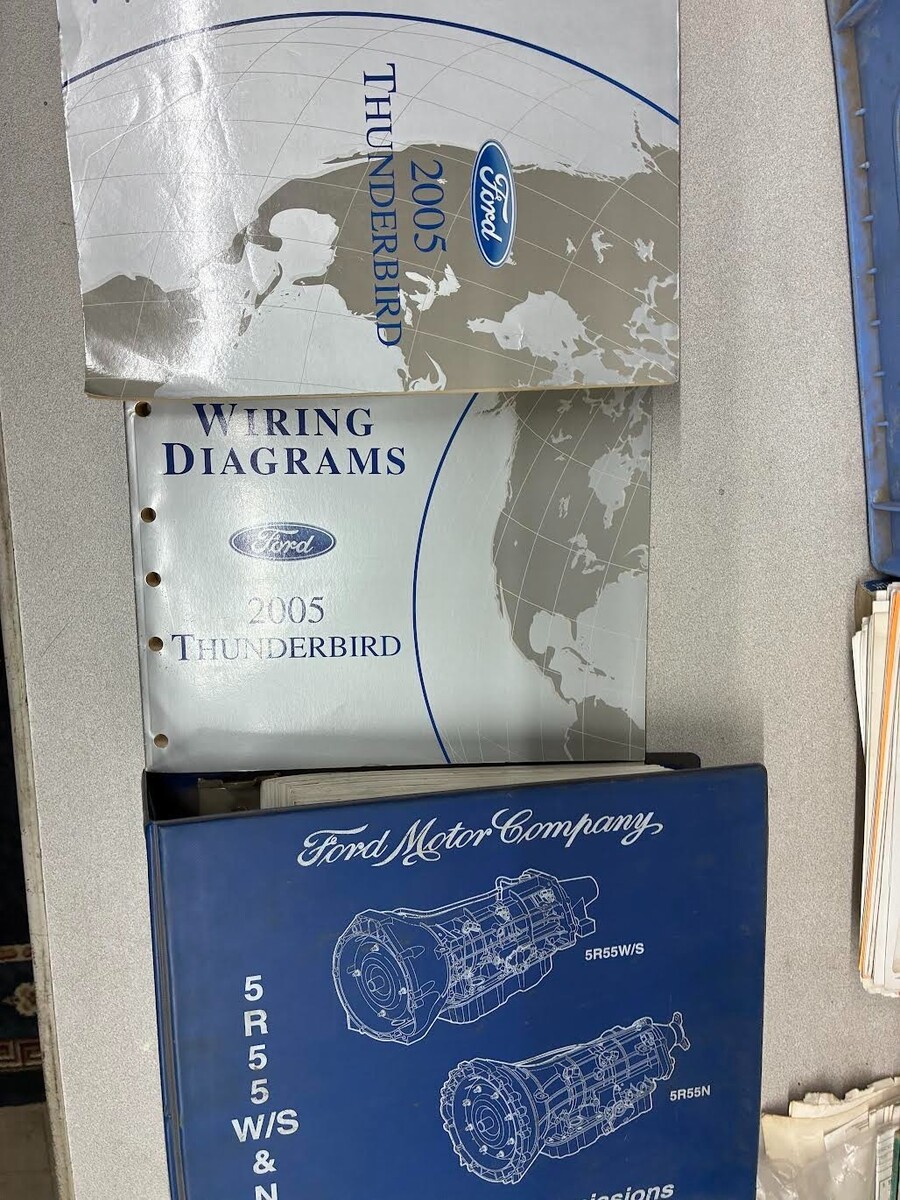 Ford
2005
THUNDERBIRD
WIRING
DIAGRAMS
Ford
2005
THUNDERBIRD
Ford Motor Company
5R55W/S
5R55N
5
R
5
5
W/S
&
N